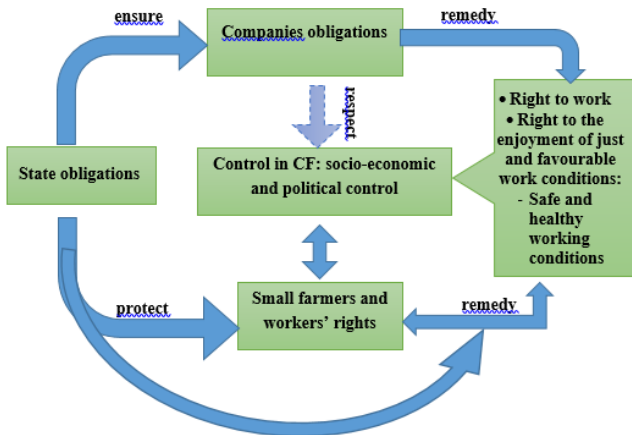 ensure
Companies obligations
remedy
respect
• Right to work
• Right to the
enjoyment of just
and favourable
work conditions:
- Safe and
healthy
working
conditions
State obligations
Control in CF: socio-economic
and political control
protect
Small farmers and
workers’ rights
remedy